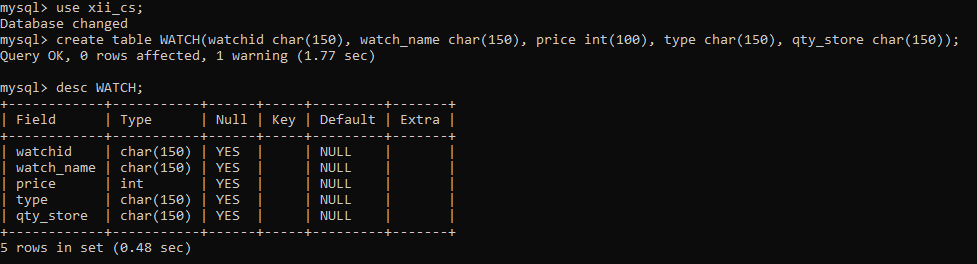 mysql> use xii_cs;
Database changed
mysql> create table WATCH(watchid char(150), watch_name char(150), price int(100), type char(150), qty_store char(150));
Query OK, 0 rows affected, 1 warning (1.77 sec)

mysql> desc WATCH;
+------------+-----------+------+-----+---------+-------+
| Field      | Type      | Null | Key | Default | Extra |
+------------+-----------+------+-----+---------+-------+
| watchid    | char(150) | YES  |     | NULL    |       |
| watch_name | char(150) | YES  |     | NULL    |       |
| price      | int       | YES  |     | NULL    |       |
| type       | char(150) | YES  |     | NULL    |       |
| qty_store  | char(150) | YES  |     | NULL    |       |
+------------+-----------+------+-----+---------+-------+
5 rows in set (0.48 sec)